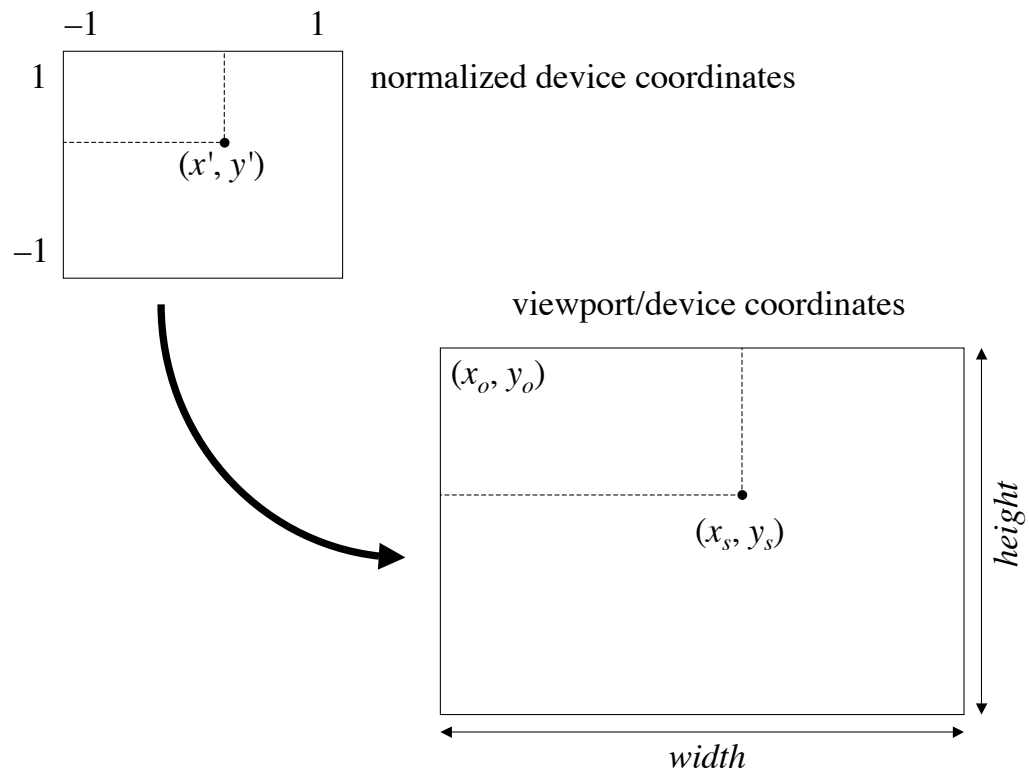 –1 1
1 normalized device coordinates
(x', y')
–1
viewport/device coordinates
(xₒ, yₒ)
(xₛ, yₛ)
height
width